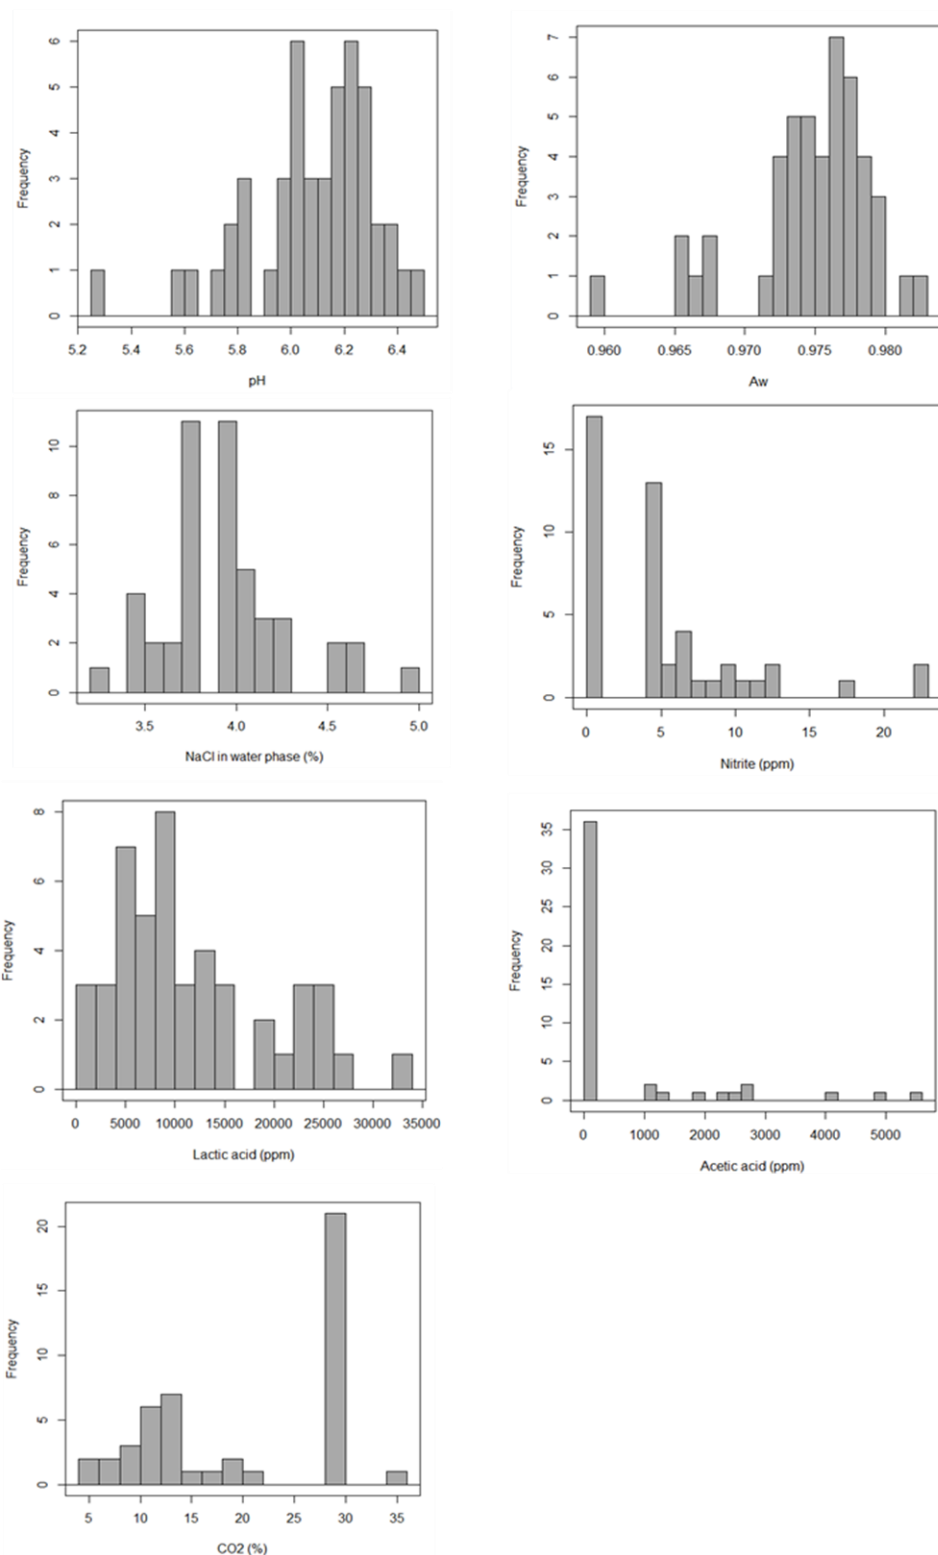 Frequency
6
5
4
3
2
1
0
5.2 5.4 5.6 5.8 6.0 6.2 6.4
pH
Frequency
7
6
5
4
3
2
1
0
0.960 0.965 0.970 0.975 0.980
Aw
Frequency
10
8
6
4
2
0
3.5 4.0 4.5 5.0
NaCl in water phase (%)
Frequency
15
10
5
0
0 5 10 15 20
Nitrite (ppm)
Frequency
8
6
4
2
0
0 5000 10000 15000 20000 25000 30000 35000
Lactic acid (ppm)
Frequency
35
30
25
20
15
10
5
0
0 1000 2000 3000 4000 5000
Acetic acid (ppm)
Frequency
20
15
10
5
0
5 10 15 20 25 30 35
CO2 (%)